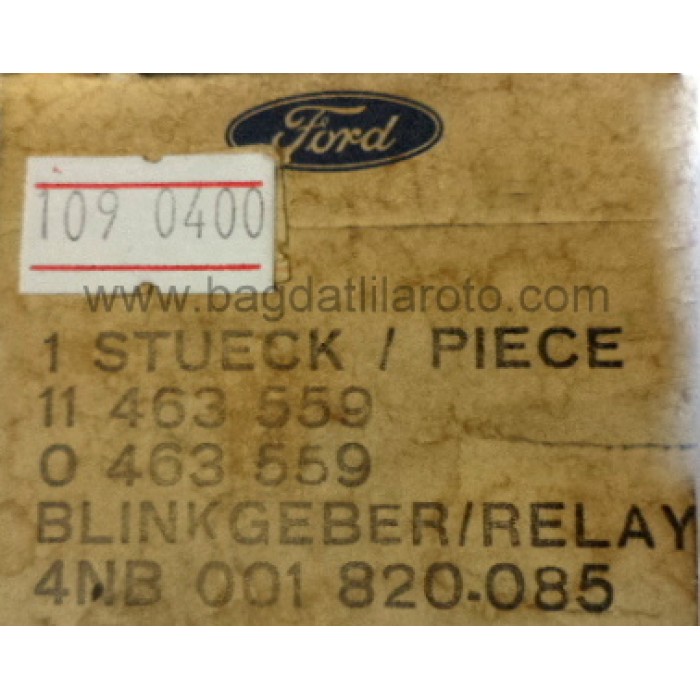 Ford
109 0400
www.bagdatlilaroto.com
1 STUECK / PIECE
11 463 559
0 463 559
BLINKGEBER/RELAY
4NB 001 820-085